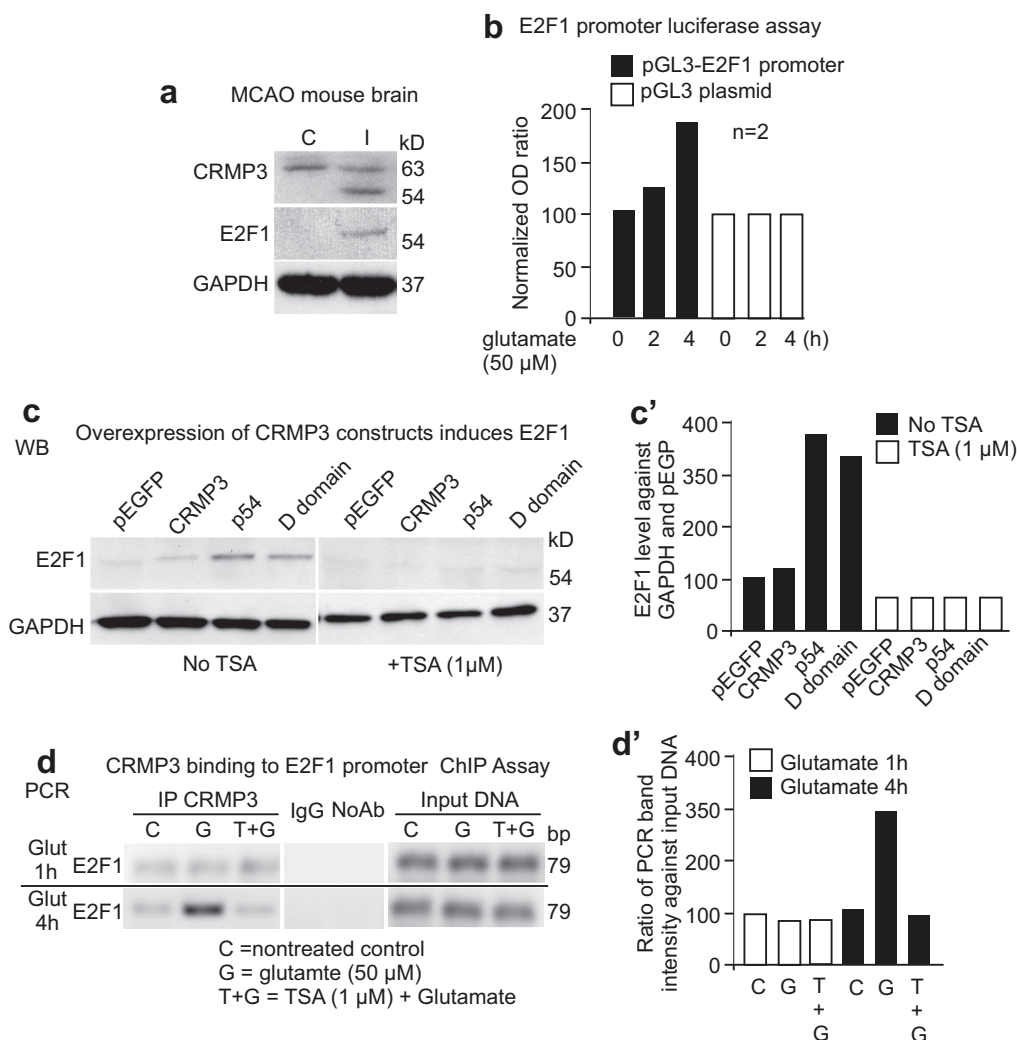 a
MCAO mouse brain
C I kD
CRMP3 63
54
E2F1 54
GAPDH 37
b E2F1 promoter luciferase assay
pGL3-E2F1 promoter
pGL3 plasmid
n=2
Normalized OD ratio
200
150
100
50
0
glutamate 0 2 4 0 2 4 (h)
(50 µM)
c
WB Overexpression of CRMP3 constructs induces E2F1
pEGFP CRMP3 p54 D domain pEGFP CRMP3 p54 D domain
kD
E2F1
54
GAPDH 37
No TSA +TSA (1µM)
c'
No TSA
TSA (1 µM)
E2F1 level against
GAPDH and pEGP
400
350
200
100
0
pEGFP CRMP3 p54 D domain pEGFP CRMP3 p54 D domain
d CRMP3 binding to E2F1 promoter ChIP Assay
PCR
IP CRMP3 IgG NoAb Input DNA
C G T+G C G T+G bp
Glut
1h E2F1 79
Glut
4h E2F1 79
C =nontreated control
G = glutamte (50 µM)
T+G = TSA (1 µM) + Glutamate
d'
Glutamate 1h
Glutamate 4h
Ratio of PCR band
intensity against input DNA
400
350
200
100
0
C G T C G T
+ +
G G